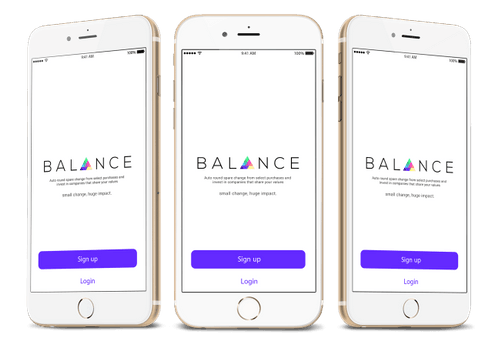 9:41 AM 100%
BALANCE
Auto round spare change from select purchases and
invest in companies that share your values.
small change, huge impact.
Sign up
Login
9:41 AM 100%
BALANCE
Auto round spare change from select purchases and
invest in companies that share your values.
small change, huge impact.
Sign up
Login
9:41 AM 100%
BALANCE
Auto round spare change from select purchases and
invest in companies that share your values.
small change, huge impact.
Sign up
Login